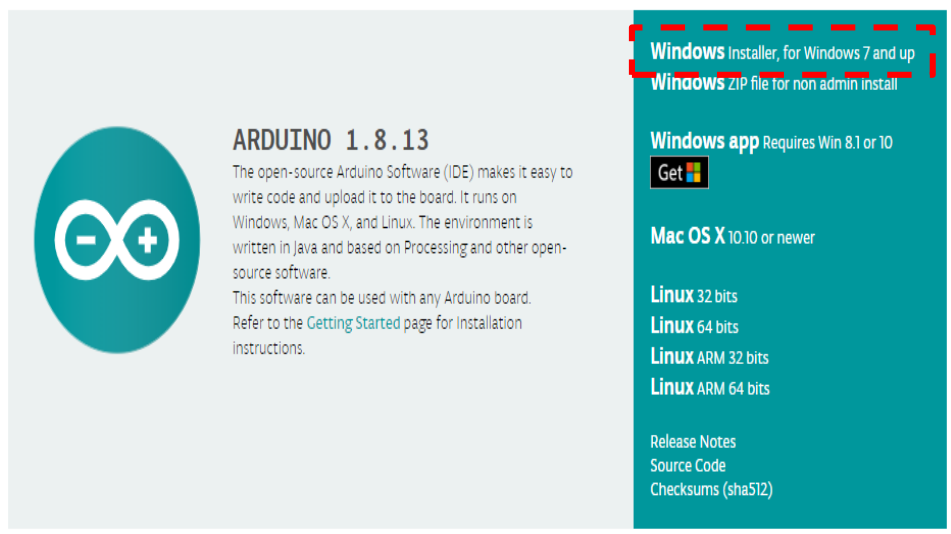 ARDUINO 1.8.13
The open-source Arduino Software (IDE) makes it easy to
write code and upload it to the board. It runs on
Windows, Mac OS X, and Linux. The environment is
written in Java and based on Processing and other open-
source software.
This software can be used with any Arduino board.
Refer to the Getting Started page for Installation
instructions.
Windows Installer, for Windows 7 and up
Windows ZIP file for non admin install
Windows app Requires Win 8.1 or 10
Get
Mac OS X 10.10 or newer
Linux 32 bits
Linux 64 bits
Linux ARM 32 bits
Linux ARM 64 bits
Release Notes
Source Code
Checksums (sha512)